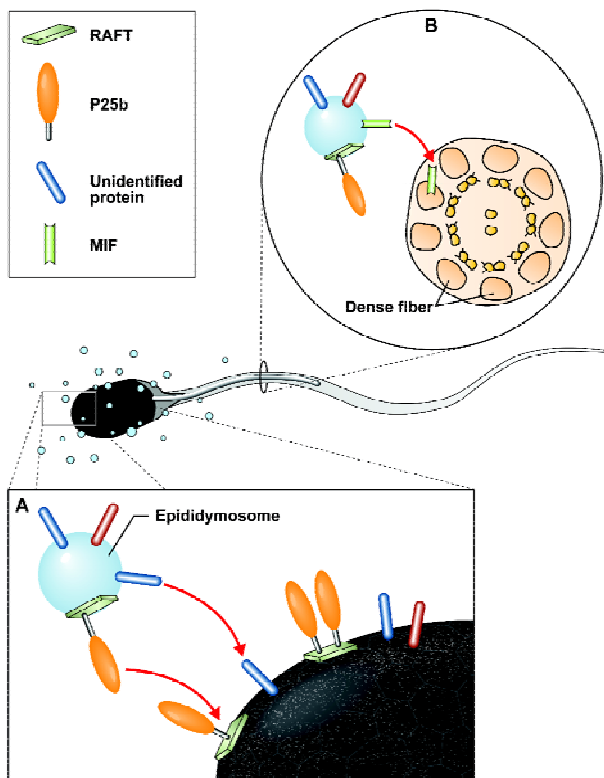 RAFT
P25b
Unidentified
protein
MIF
B
Dense fiber
A
Epididymosome